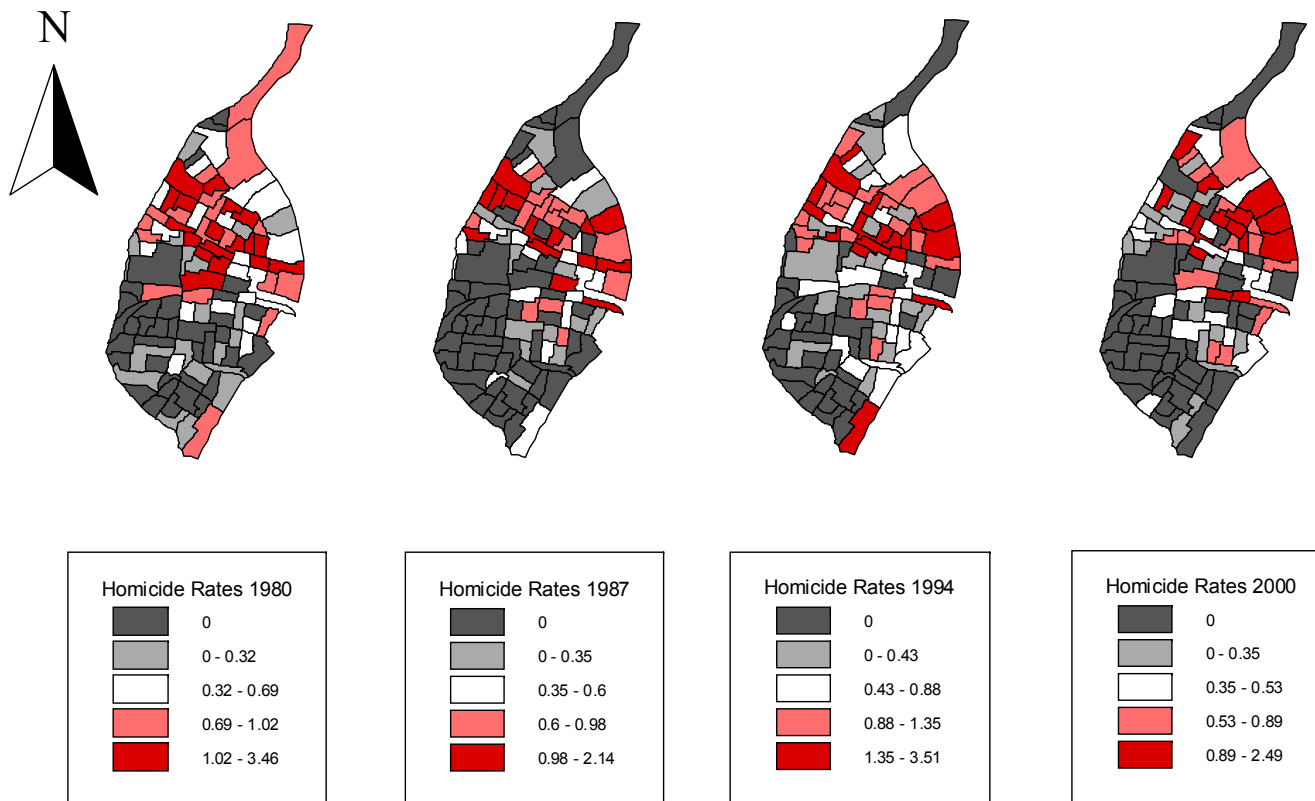 N
Homicide Rates 1980
0
0 - 0.32
0.32 - 0.69
0.69 - 1.02
1.02 - 3.46
Homicide Rates 1987
0
0 - 0.35
0.35 - 0.6
0.6 - 0.98
0.98 - 2.14
Homicide Rates 1994
0
0 - 0.43
0.43 - 0.88
0.88 - 1.35
1.35 - 3.51
Homicide Rates 2000
0
0 - 0.35
0.35 - 0.53
0.53 - 0.89
0.89 - 2.49